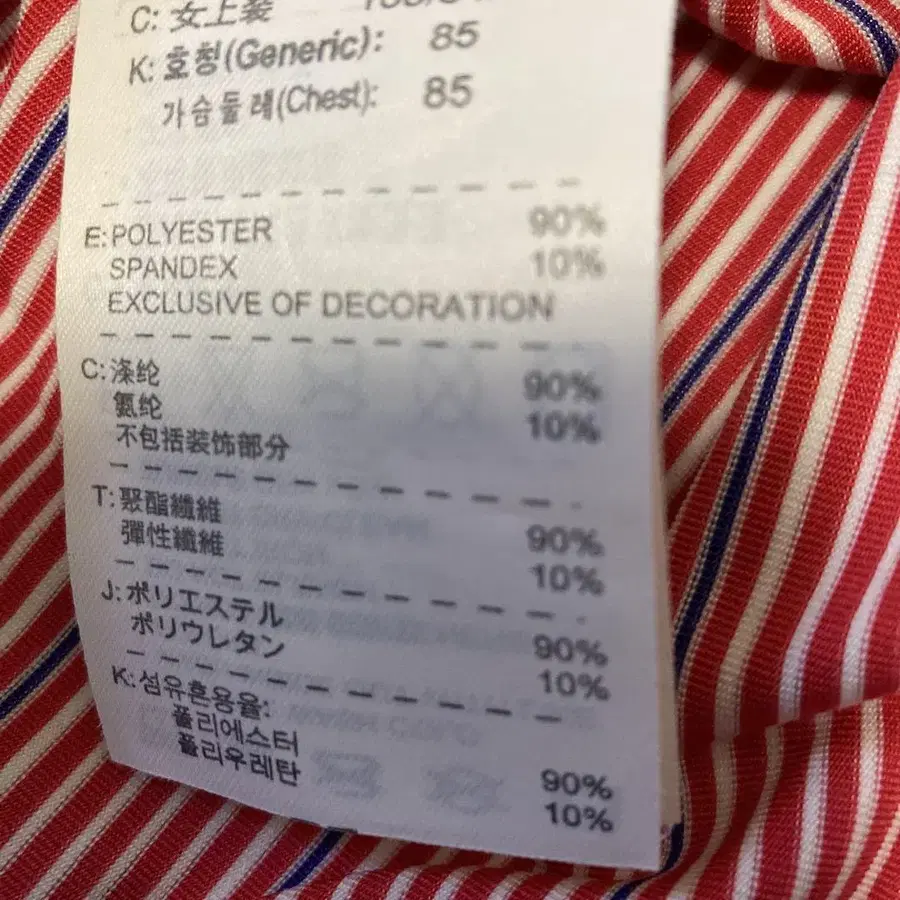 C: 女上装
K: 호칭(Generic): 85
가슴둘레(Chest): 85
E: POLYESTER 90%
SPANDEX 10%
EXCLUSIVE OF DECORATION
C: 涤纶 90%
氨纶 10%
不包括装饰部分
T: 聚酯纖維 90%
彈性纖維 10%
J: ポリエステル 90%
ポリウレタン 10%
K: 섬유혼용율:
폴리에스터 90%
폴리우레탄 10%